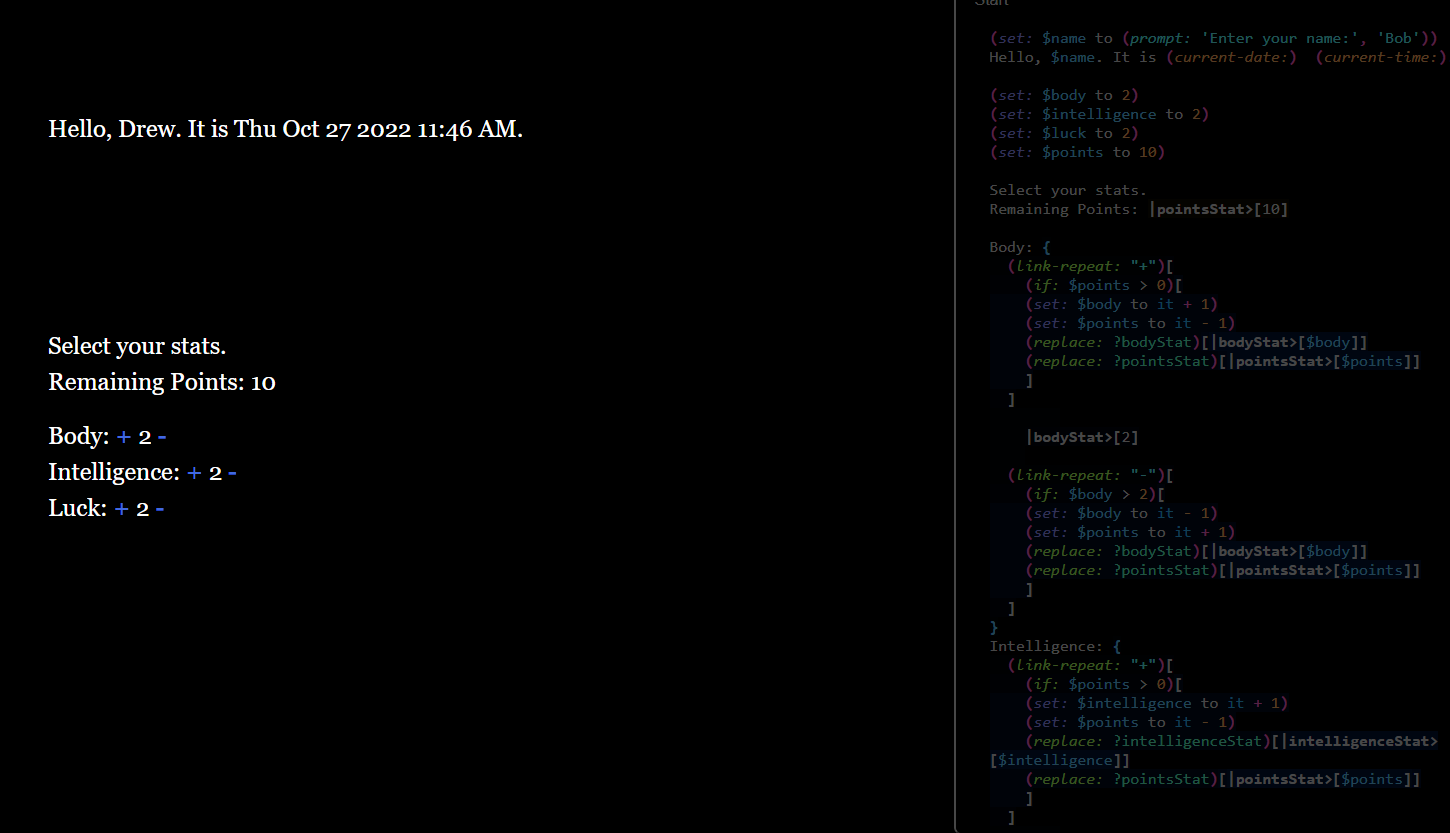 Hello, Drew. It is Thu Oct 27 2022 11:46 AM.
Select your stats.
Remaining Points: 10
Body: + 2 -
Intelligence: + 2 -
Luck: + 2 -
Start
(set: $name to (prompt: 'Enter your name:', 'Bob'))
Hello, $name. It is (current-date:)  (current-time:)
(set: $body to 2)
(set: $intelligence to 2)
(set: $luck to 2)
(set: $points to 10)
Select your stats.
Remaining Points: |pointsStat>[10]
Body: {
(link-repeat: "+")[
(if: $points > 0)[
(set: $body to it + 1)
(set: $points to it - 1)
(replace: ?bodyStat)[|bodyStat>[$body]]
(replace: ?pointsStat)[|pointsStat>[$points]]
]
]
|bodyStat>[2]
(link-repeat: "-")[
(if: $body > 2)[
(set: $body to it - 1)
(set: $points to it + 1)
(replace: ?bodyStat)[|bodyStat>[$body]]
(replace: ?pointsStat)[|pointsStat>[$points]]
]
]
}
Intelligence: {
(link-repeat: "+")[
(if: $points > 0)[
(set: $intelligence to it + 1)
(set: $points to it - 1)
(replace: ?intelligenceStat)[|intelligenceStat>
[$intelligence]]
(replace: ?pointsStat)[|pointsStat>[$points]]
]
]